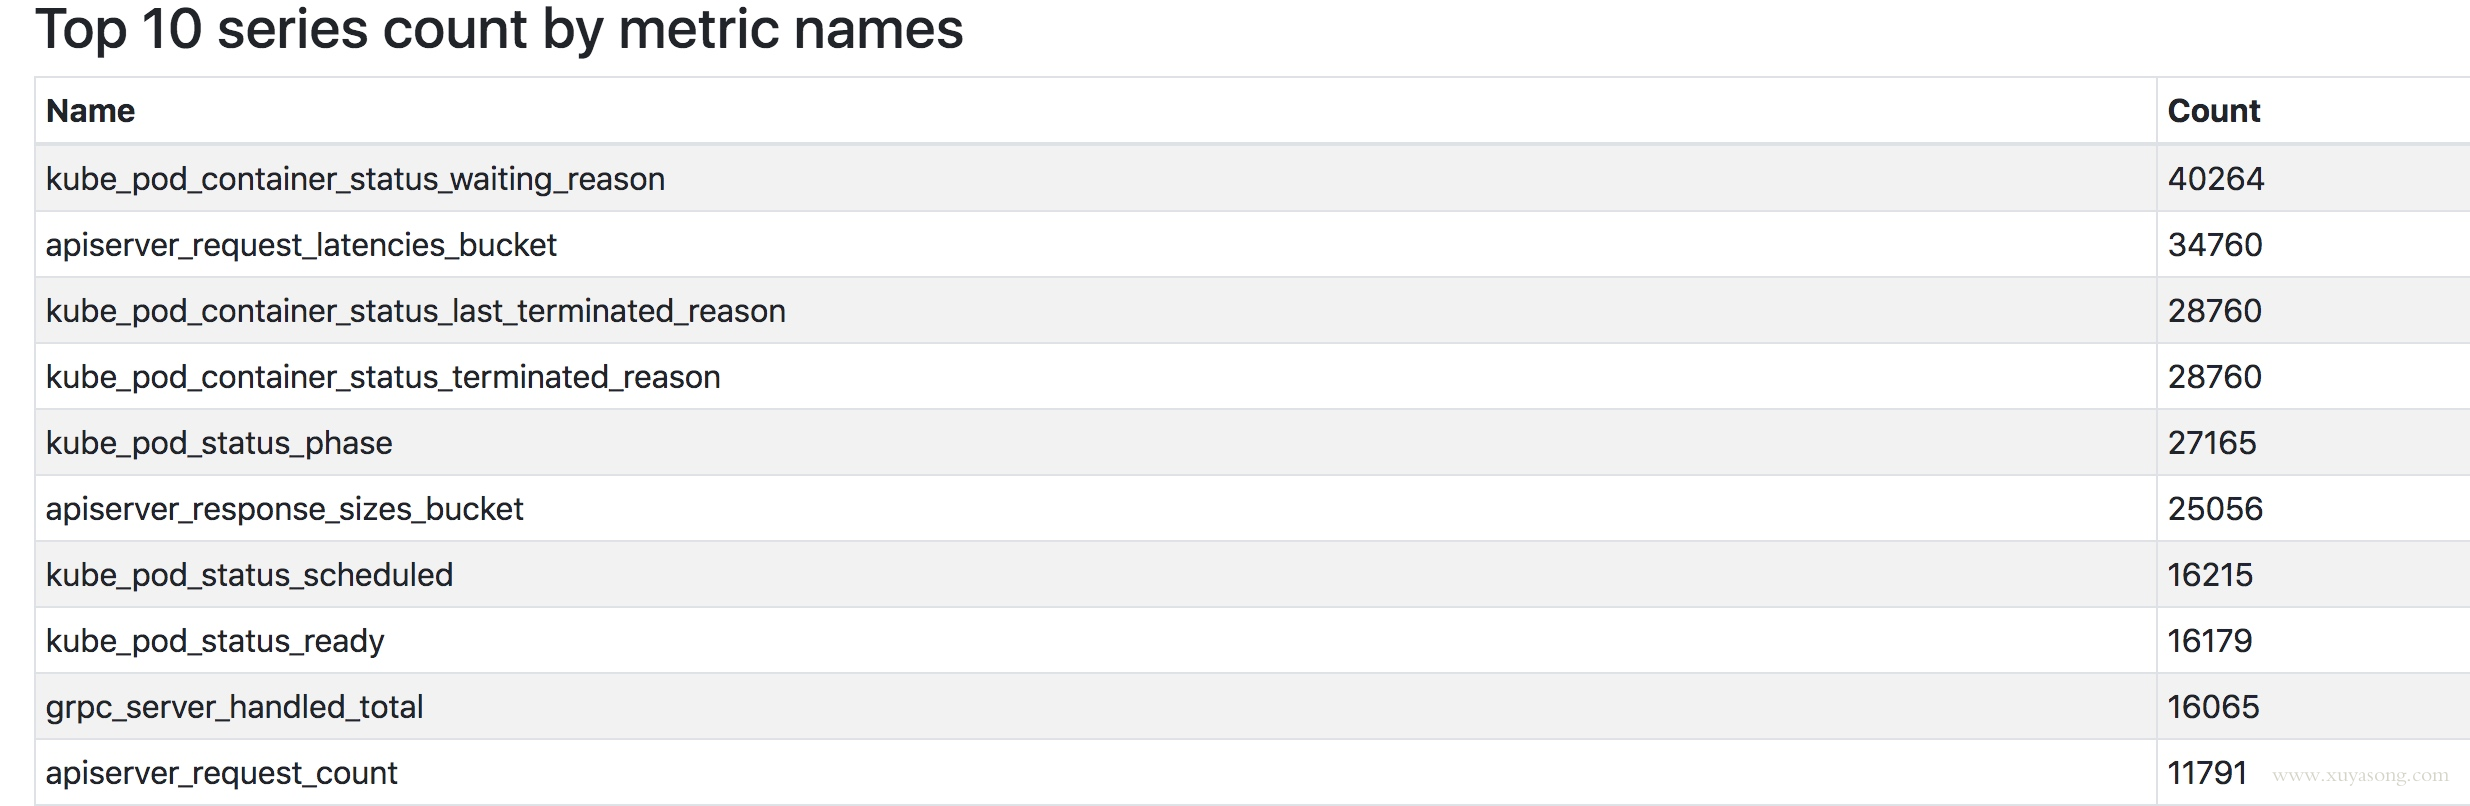 Top 10 series count by metric names
Name Count
kube_pod_container_status_waiting_reason 40264
apiserver_request_latencies_bucket 34760
kube_pod_container_status_last_terminated_reason 28760
kube_pod_container_status_terminated_reason 28760
kube_pod_status_phase 27165
apiserver_response_sizes_bucket 25056
kube_pod_status_scheduled 16215
kube_pod_status_ready 16179
grpc_server_handled_total 16065
apiserver_request_count 11791 www.xuyasong.com